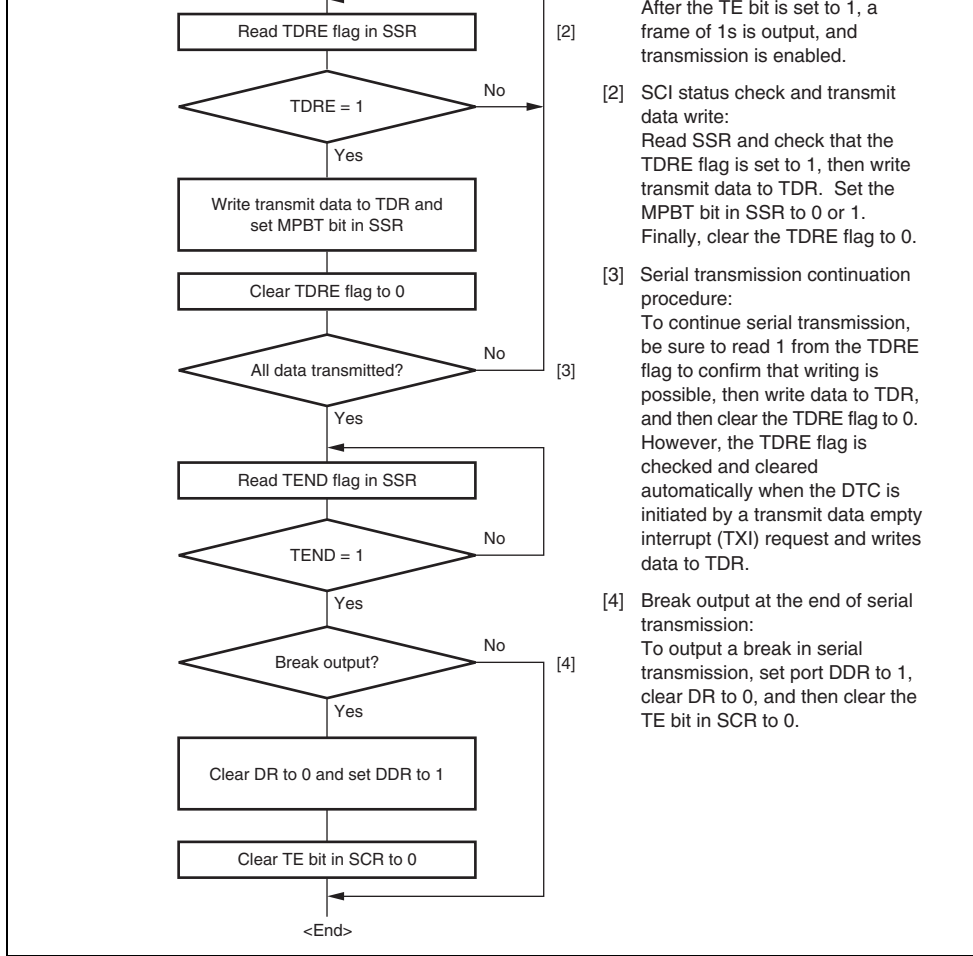 Read TDRE flag in SSR
[2]
TDRE = 1
No
Yes
Write transmit data to TDR and
set MPBT bit in SSR
Clear TDRE flag to 0
All data transmitted?
No
[3]
Yes
Read TEND flag in SSR
TEND = 1
No
Yes
Break output?
No
[4]
Yes
Clear DR to 0 and set DDR to 1
Clear TE bit in SCR to 0
<End>
After the TE bit is set to 1, a
frame of 1s is output, and
transmission is enabled.
[2] SCI status check and transmit
data write:
Read SSR and check that the
TDRE flag is set to 1, then write
transmit data to TDR. Set the
MPBT bit in SSR to 0 or 1.
Finally, clear the TDRE flag to 0.
[3] Serial transmission continuation
procedure:
To continue serial transmission,
be sure to read 1 from the TDRE
flag to confirm that writing is
possible, then write data to TDR,
and then clear the TDRE flag to 0.
However, the TDRE flag is
checked and cleared
automatically when the DTC is
initiated by a transmit data empty
interrupt (TXI) request and writes
data to TDR.
[4] Break output at the end of serial
transmission:
To output a break in serial
transmission, set port DDR to 1,
clear DR to 0, and then clear the
TE bit in SCR to 0.